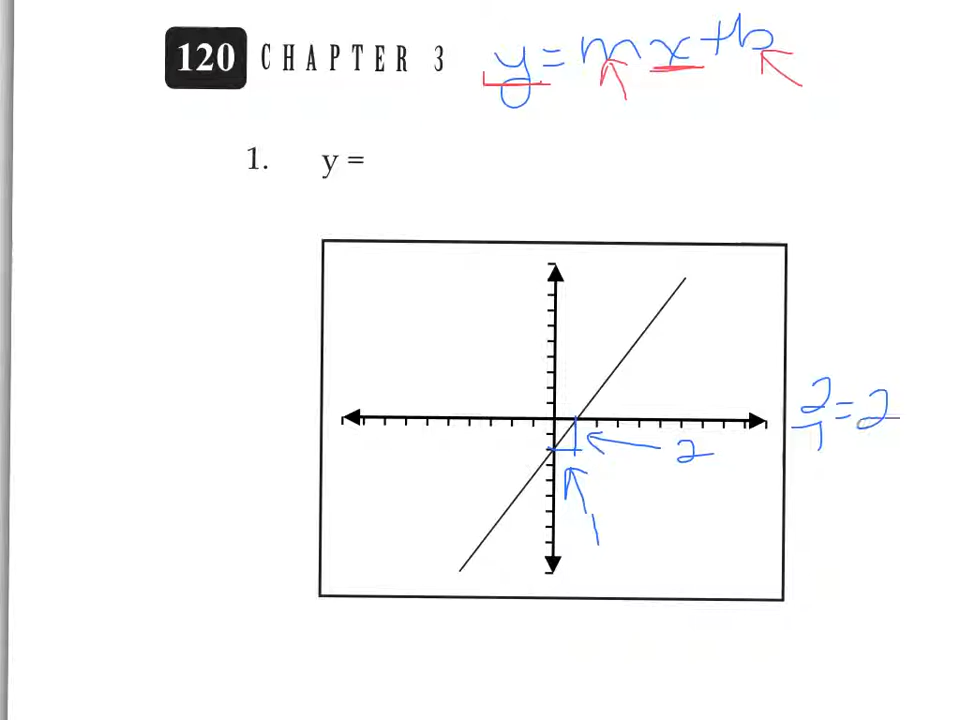 120 CHAPTER 3 y = mx + b
1. y =
2/1 = 2
2
1